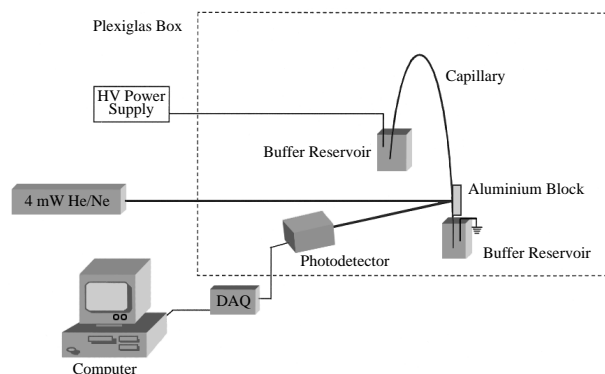 Plexiglas Box
Capillary
HV Power
Supply
Buffer Reservoir
Aluminium Block
4 mW He/Ne
Buffer Reservoir
Photodetector
DAQ
Computer